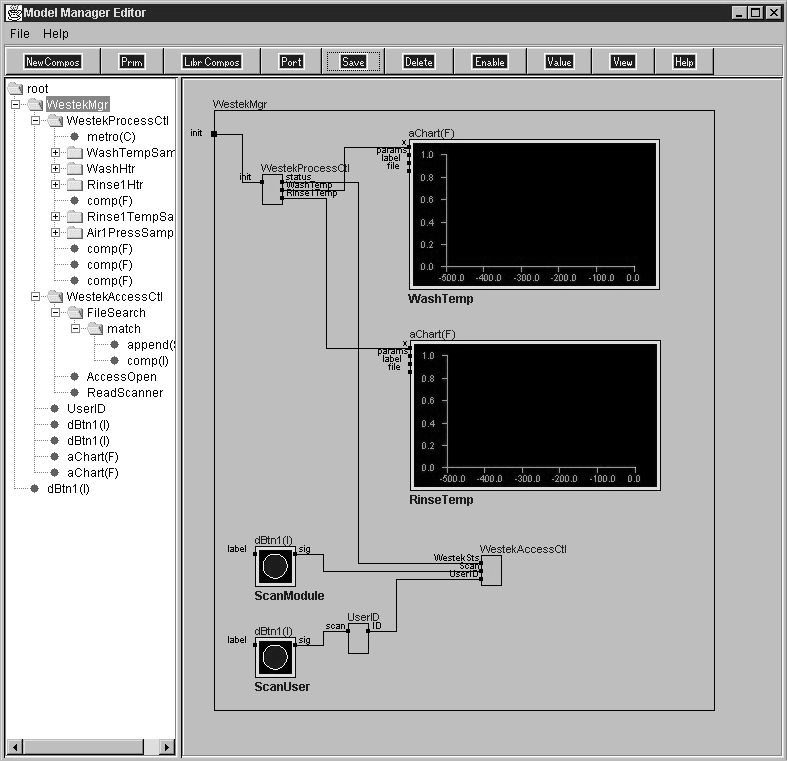 Model Manager Editor
File Help
NewCompos Prim Libr Compos Port Save Delete Enable Value View Help
root
WestekMgr
WestekProcessCtl
metro(C)
WashTempSam
WashHtr
Rinse1Htr
comp(F)
Rinse1TempSa
Air1PressSamp
comp(F)
comp(F)
comp(F)
WestekAccessCtl
FileSearch
match
append(S
comp(I)
AccessOpen
ReadScanner
UserID
dBtn1(I)
dBtn1(I)
aChart(F)
aChart(F)
dBtn1(I)
WestekMgr
init
WestekProcessCtl
init
status
WashTemp
Rinse1Temp
aChart(F)
x
params
label
file
1.0
0.8
0.6
0.4
0.2
0.0
-500.0 -400.0 -300.0 -200.0 -100.0 0.0
WashTemp
aChart(F)
x
params
label
file
1.0
0.8
0.6
0.4
0.2
0.0
-500.0 -400.0 -300.0 -200.0 -100.0 0.0
RinseTemp
dBtn1(I)
label
sig
ScanModule
WestekAccessCtl
WestekSts
Scan
UserID
UserID
scan
ID
dBtn1(I)
label
sig
ScanUser